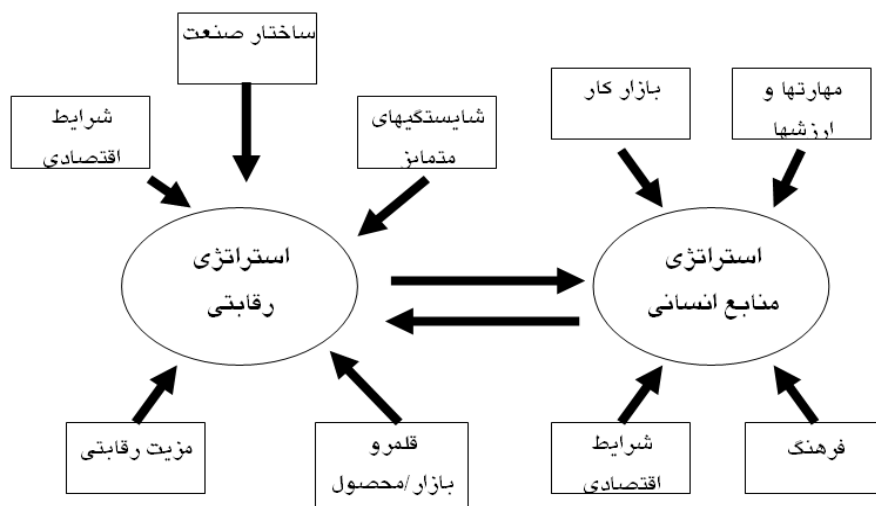 ساختار صنعت
بازار کار
مهارتها و
ارزشها
شرایط
اقتصادی
شایستگیهای
متمایز
استراتژی
رقابتی
استراتژی
منابع انسانی
مزیت رقابتی
قلمرو
بازار/محصول
شرایط
اقتصادی
فرهنگ